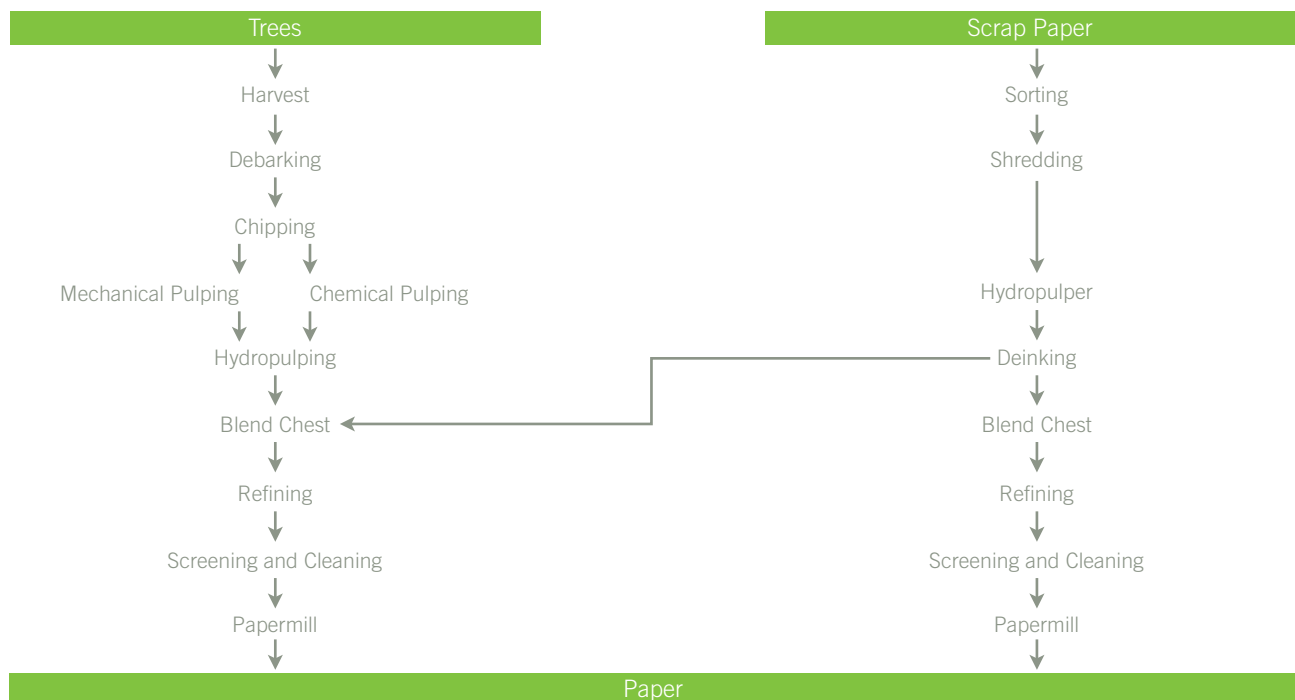 Trees
Scrap Paper
Harvest
Sorting
Debarking
Shredding
Chipping
Mechanical Pulping
Chemical Pulping
Hydropulper
Hydropulping
Deinking
Blend Chest
Blend Chest
Refining
Refining
Screening and Cleaning
Screening and Cleaning
Papermill
Papermill
Paper